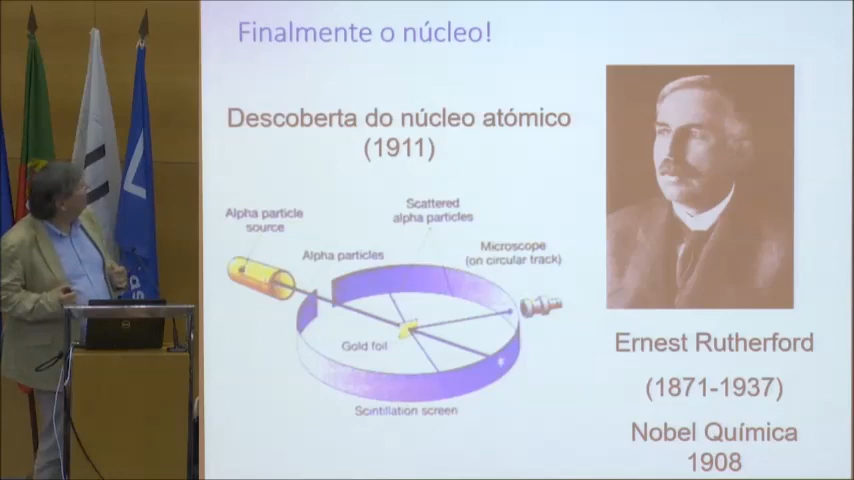 Finalmente o núcleo!
Descoberta do núcleo atómico
(1911)
Alpha particle
source
Scattered
alpha particles
Alpha particles
Microscope
(on circular track)
Gold foil
Scintillation screen
Ernest Rutherford
(1871-1937)
Nobel Química
1908